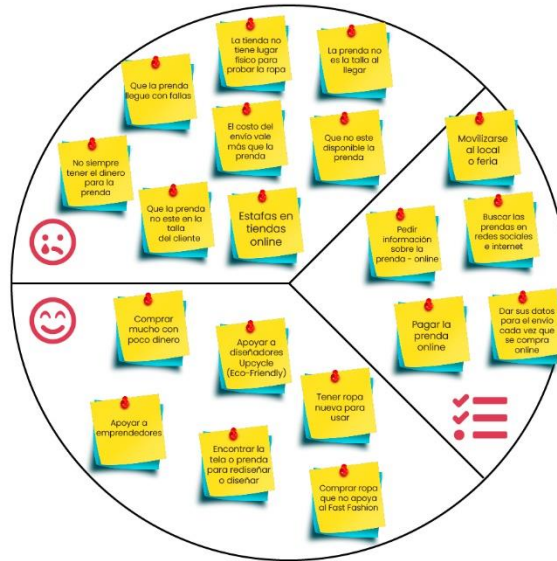 La tienda no
tiene lugar
físico para
probar la ropa
La prenda no
es la talla al
llegar
Que la prenda
llegue con fallas
El costo del
envío vale
más que la
prenda
Que no este
disponible la
prenda
No siempre
tener el dinero
para la
prenda
Que la prenda
no este en la
talla
del cliente
Estafas en
tiendas
online
Movilizarse
al local
o feria
Buscar las
prendas en
redes sociales
e internet
Pedir
información
sobre la
prenda - online
Pagar la
prenda
online
Dar sus datos
para el envío
cada vez que
se compra
online
Comprar
mucho con
poco dinero
Apoyar a
diseñadores
Upcycle
(Eco-Friendly)
Tener ropa
nueva para
usar
Apoyar a
emprendedores
Encontrar la
tela o prenda
para rediseñar
o diseñar
Comprar ropa
que no apoya
al Fast Fashion